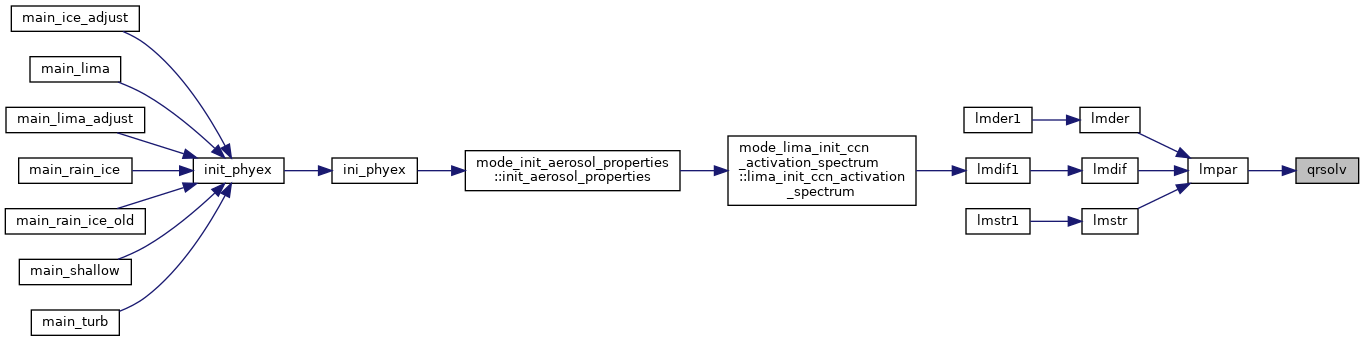 main_ice_adjust
main_lima
main_lima_adjust
main_rain_ice
main_rain_ice_old
main_shallow
main_turb
init_phyex
ini_phyex
mode_init_aerosol_properties
::init_aerosol_properties
mode_lima_init_ccn
_activation_spectrum
::lima_init_ccn_activation
_spectrum
lmder1
lmdif1
lmstr1
lmder
lmdif
lmstr
lmpar
qrsolv